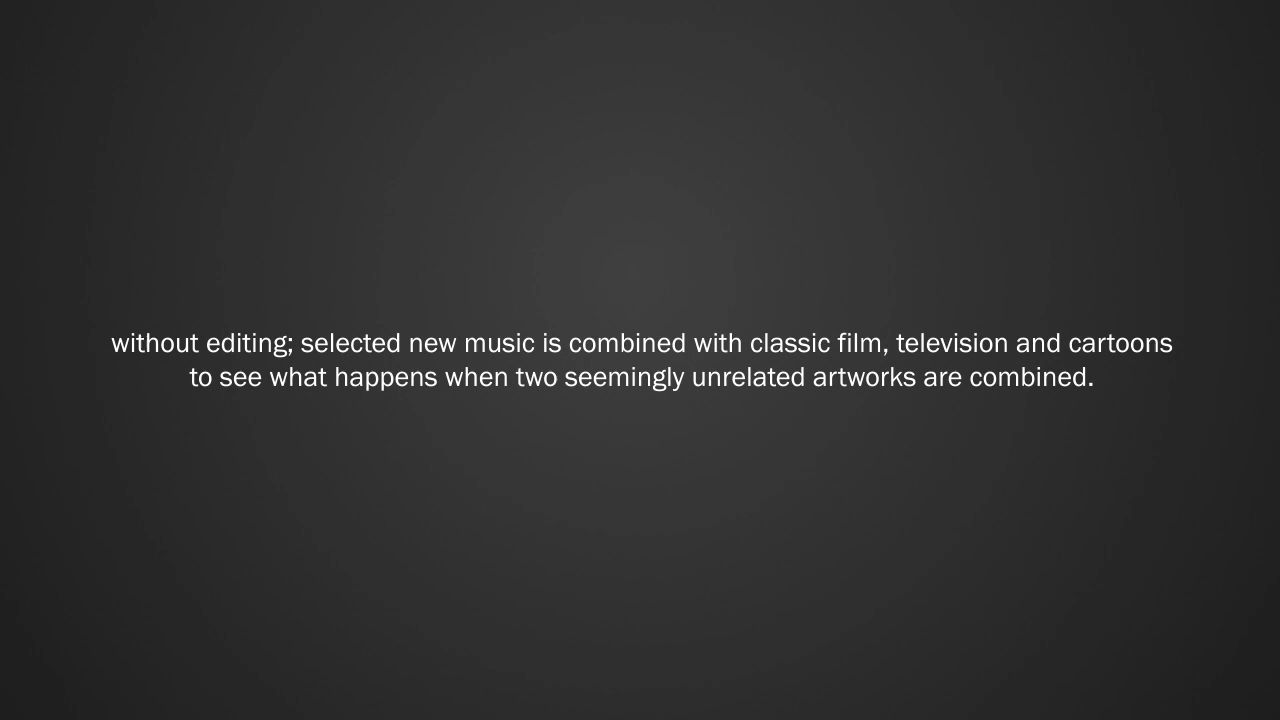 without editing; selected new music is combined with classic film, television and cartoons
to see what happens when two seemingly unrelated artworks are combined.